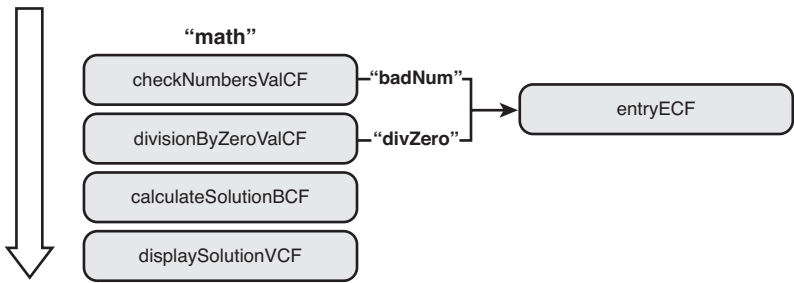 “math”
checkNumbersValCF
“badNum”
entryECF
divisionByZeroValCF
“divZero”
calculateSolutionBCF
displaySolutionVCF